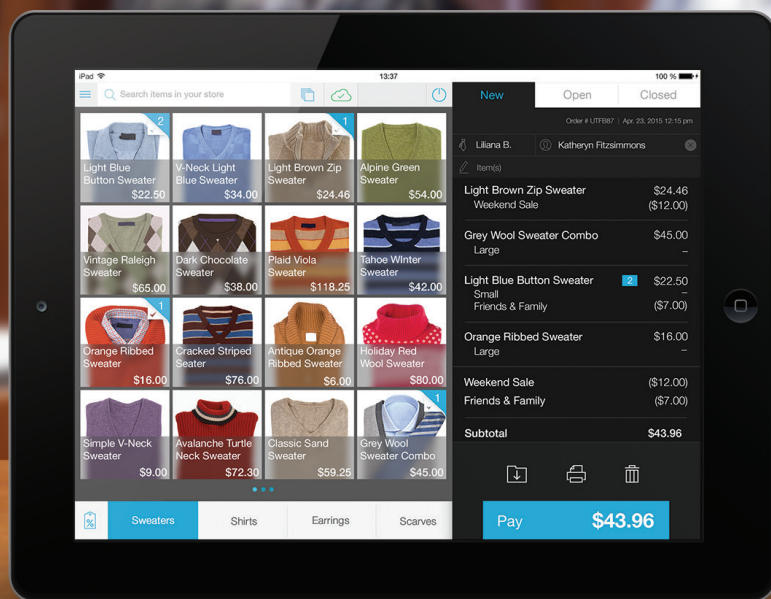 iPad 13:37 100 %
Search items in your store
2
Light Blue
Button Sweater
$22.50
V-Neck Light
Blue Sweater
$34.00
1
Light Brown Zip
Sweater
$24.46
Alpine Green
Sweater
$54.00
Vintage Raleigh
Sweater
$65.00
Dark Chocolate
Sweater
$38.00
Plaid Viola
Sweater
$118.25
Tahoe WInter
Sweater
$42.00
1
Orange Ribbed
Sweater
$16.00
Cracked Striped
Seater
$76.00
Antique Orange
Ribbed Sweater
$6.00
Holiday Red
Wool Sweater
$80.00
Simple V-Neck
Sweater
$9.00
Avalanche Turtle
Neck Sweater
$72.30
Classic Sand
Sweater
$59.25
1
Grey Wool
Sweater Combo
$45.00
% Sweaters Shirts Earrings Scarves
New Open Closed
Order # UTFB87 | Apr. 23, 2015 12:15 pm
Liliana B. Katheryn Fitzsimmons
Item(s)
Light Brown Zip Sweater $24.46
Weekend Sale ($12.00)
Grey Wool Sweater Combo $45.00
Large –
Light Blue Button Sweater 2 $22.50
Small –
Friends & Family ($7.00)
Orange Ribbed Sweater $16.00
Large –
Weekend Sale ($12.00)
Friends & Family ($7.00)
Subtotal $43.96
Pay $43.96